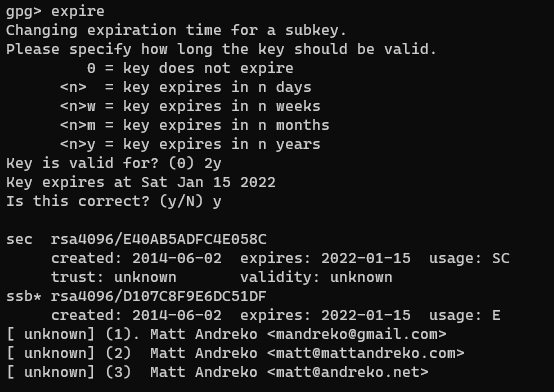 gpg> expire
Changing expiration time for a subkey.
Please specify how long the key should be valid.
         0 = key does not expire
      <n>  = key expires in n days
      <n>w = key expires in n weeks
      <n>m = key expires in n months
      <n>y = key expires in n years
Key is valid for? (0) 2y
Key expires at Sat Jan 15 2022
Is this correct? (y/N) y

sec  rsa4096/E40AB5ADFC4E058C
     created: 2014-06-02  expires: 2022-01-15  usage: SC
     trust: unknown       validity: unknown
ssb* rsa4096/D107C8F9E6DC51DF
     created: 2014-06-02  expires: 2022-01-15  usage: E
[ unknown] (1). Matt Andreko <mandreko@gmail.com>
[ unknown] (2)  Matt Andreko <matt@mattandreko.com>
[ unknown] (3)  Matt Andreko <matt@andreko.net>